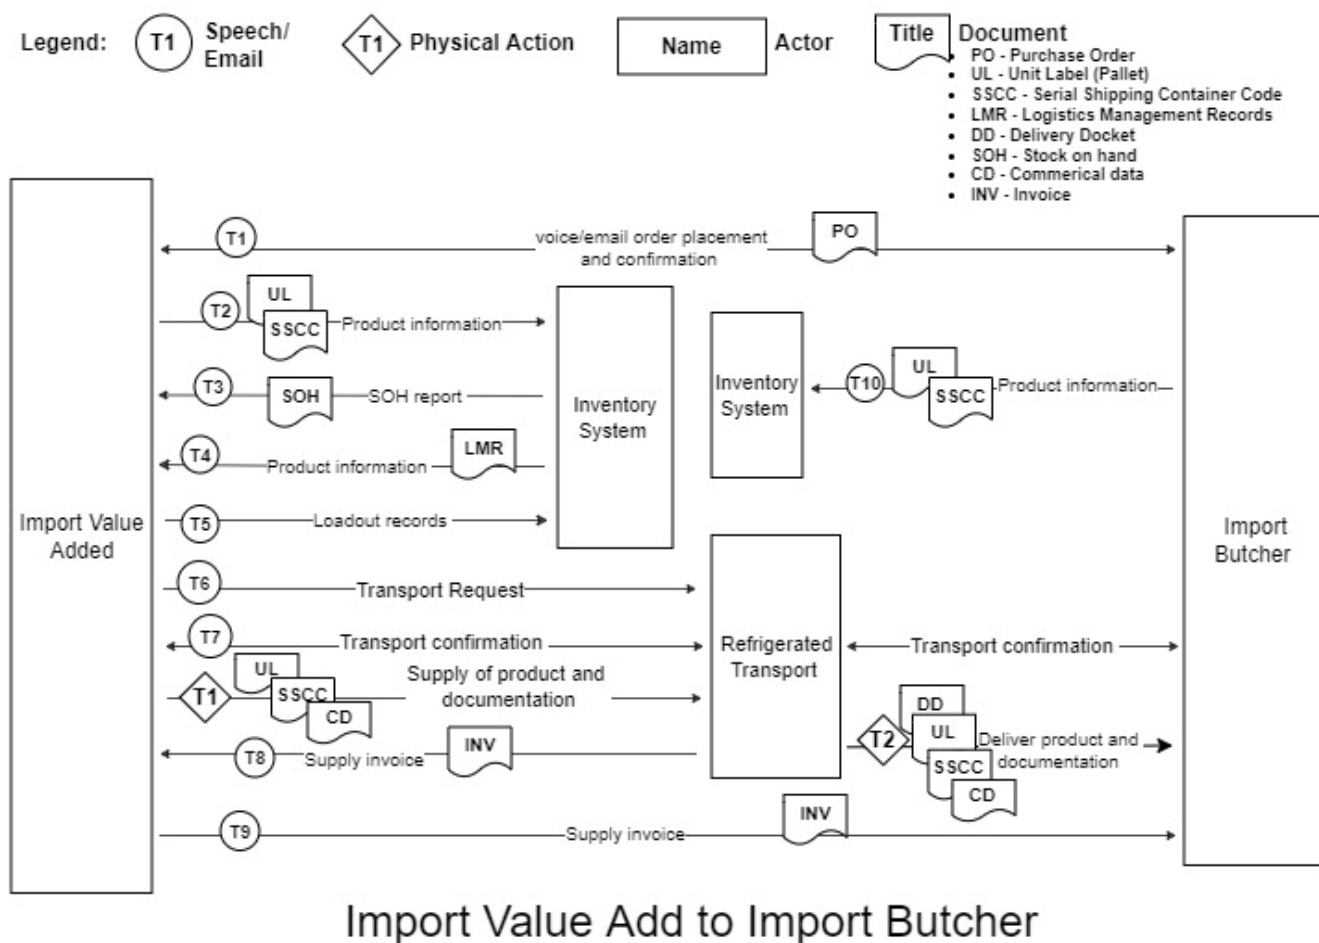 Legend:
T1
Speech/
Email
T1
Physical Action
Name
Actor
Title
Document
• PO - Purchase Order
• UL - Unit Label (Pallet)
• SSCC - Serial Shipping Container Code
• LMR - Logistics Management Records
• DD - Delivery Docket
• SOH - Stock on hand
• CD - Commerical data
• INV - Invoice
Import Value
Added
Import
Butcher
T1
voice/email order placement
and confirmation
PO
T2
UL
SSCC
Product information
Inventory
System
Inventory
System
T10
UL
SSCC
Product information
T3
SOH
SOH report
T4
Product information
LMR
T5
Loadout records
T6
Transport Request
Refrigerated
Transport
T7
Transport confirmation
Transport confirmation
T1
UL
SSCC
CD
Supply of product and
documentation
T2
DD
UL
SSCC
CD
Deliver product and
documentation
T8
Supply invoice
INV
T9
Supply invoice
INV
Import Value Add to Import Butcher